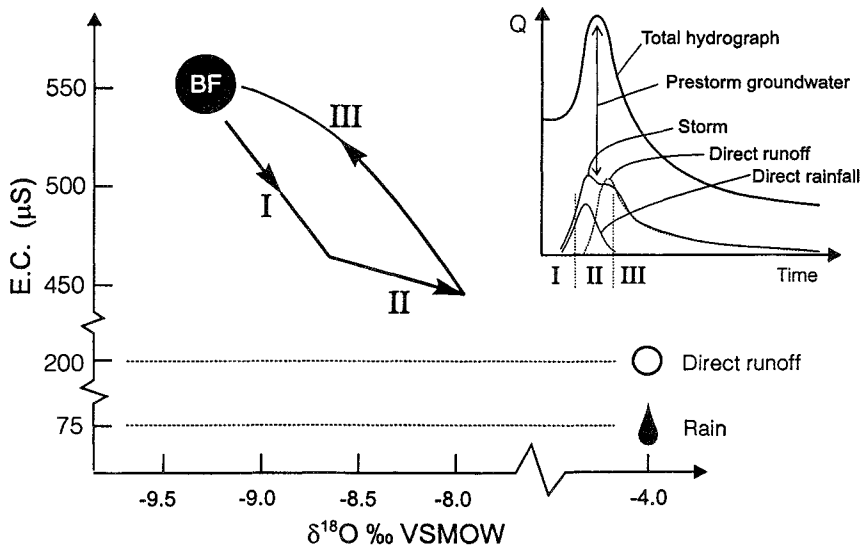 Q
Total hydrograph
Prestorm groundwater
Storm
Direct runoff
Direct rainfall
I II III
Time
E.C. (μS)
550
500
450
200
75
BF
I
II
III
Direct runoff
Rain
-9.5 -9.0 -8.5 -8.0 -4.0
δ¹⁸O ‰ VSMOW